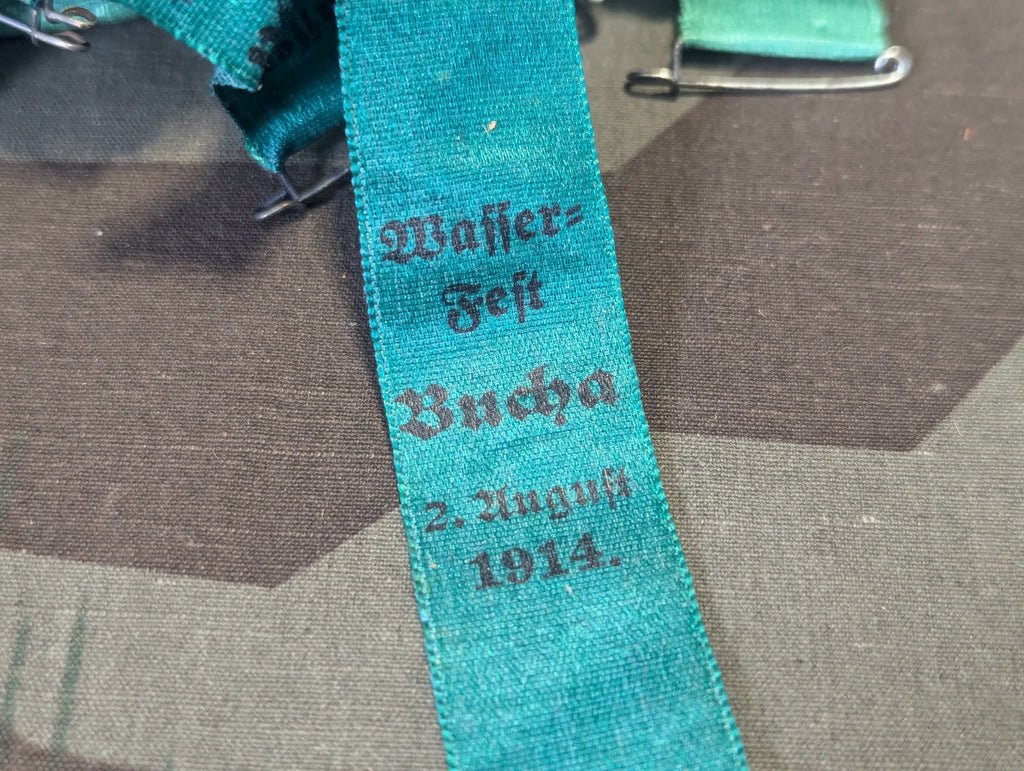 Waſſer=
Feſt
Bucha
2. Auguſt
1914.